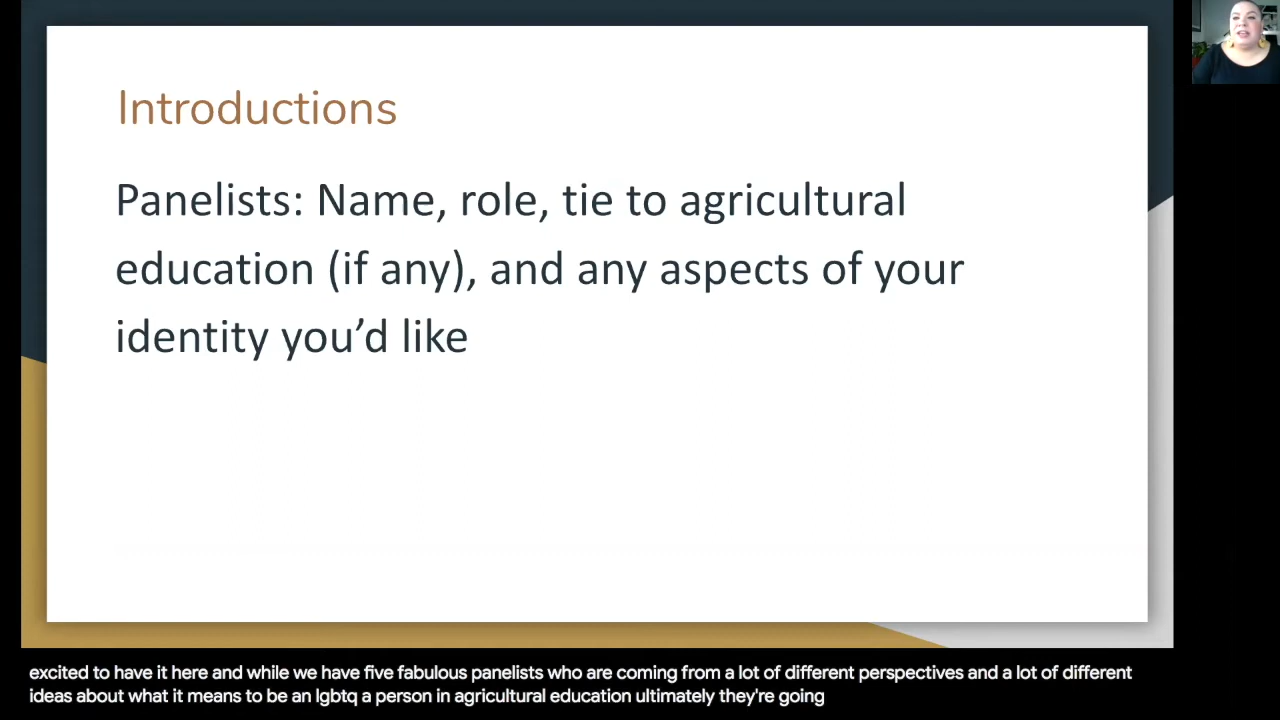 Introductions
Panelists: Name, role, tie to agricultural
education (if any), and any aspects of your
identity you’d like
excited to have it here and while we have five fabulous panelists who are coming from a lot of different perspectives and a lot of different
ideas about what it means to be an lgbtq a person in agricultural education ultimately they're going